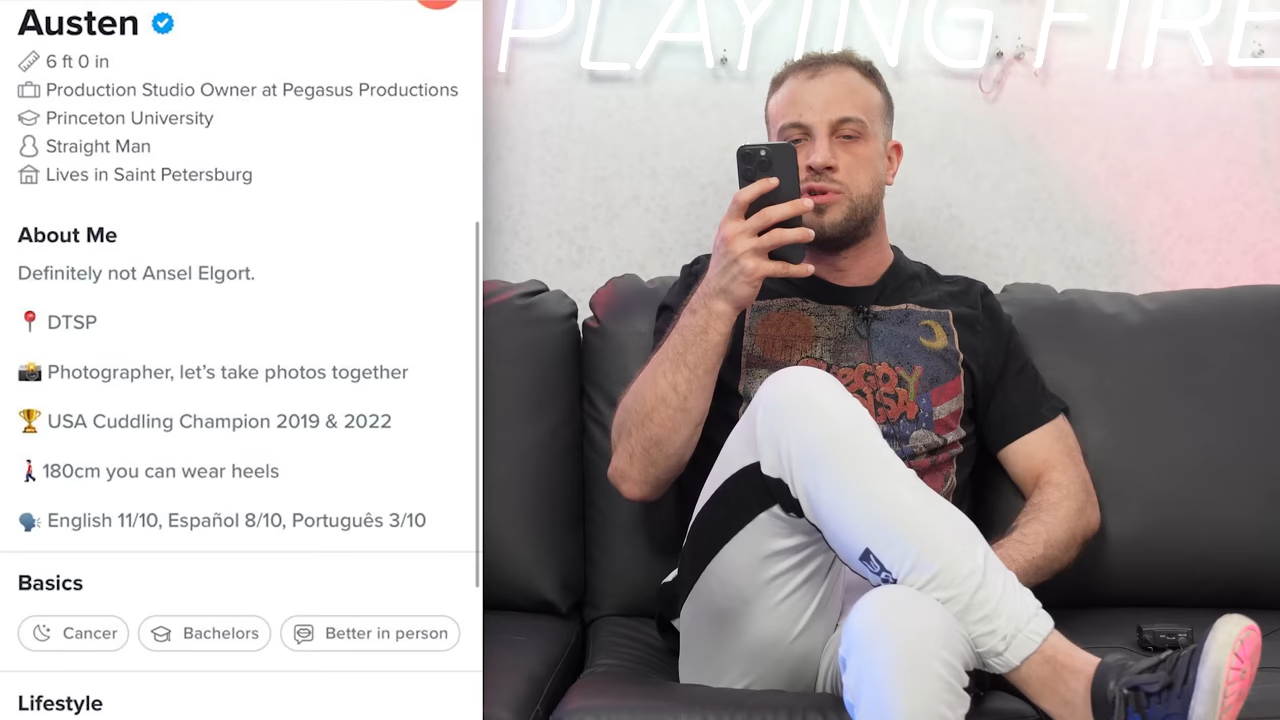 Austen
6 ft 0 in
Production Studio Owner at Pegasus Productions
Princeton University
Straight Man
Lives in Saint Petersburg
About Me
Definitely not Ansel Elgort.
📍 DTSP
📸 Photographer, let’s take photos together
🏆 USA Cuddling Champion 2019 & 2022
🚶180cm you can wear heels
🗣 English 11/10, Español 8/10, Português 3/10
Basics
Cancer
Bachelors
Better in person
Lifestyle
PLAYING FIRE